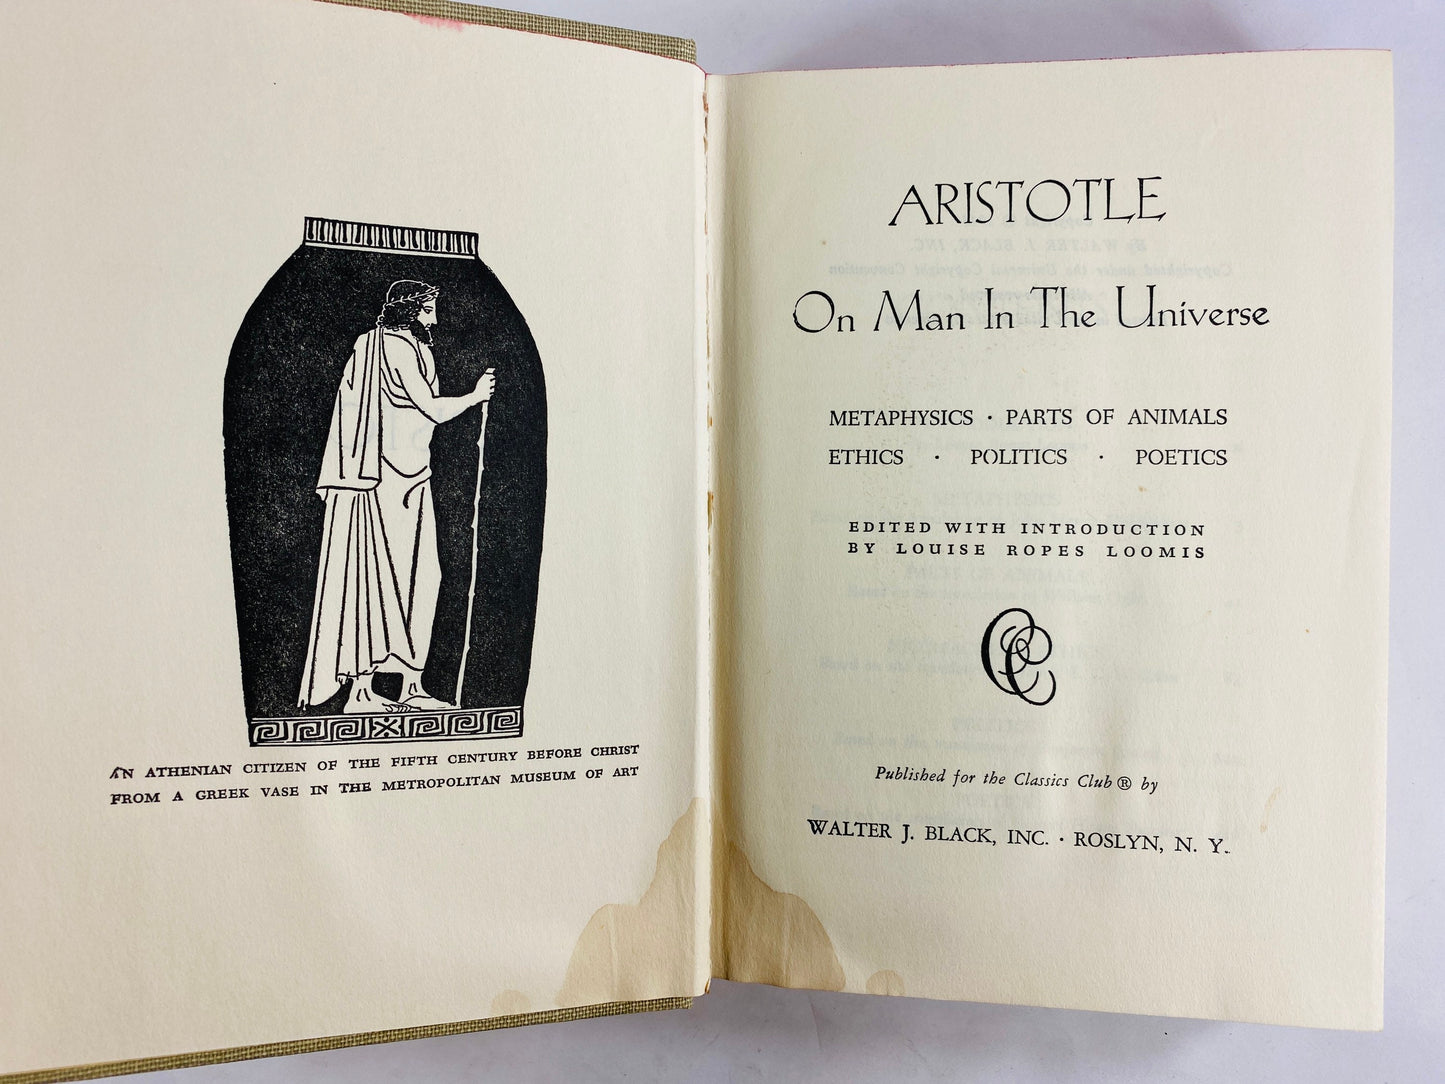 AN ATHENIAN CITIZEN OF THE FIFTH CENTURY BEFORE CHRIST
FROM A GREEK VASE IN THE METROPOLITAN MUSEUM OF ART
ARISTOTLE
On Man In The Universe
METAPHYSICS · PARTS OF ANIMALS
ETHICS · POLITICS · POETICS
EDITED WITH INTRODUCTION
BY LOUISE ROPES LOOMIS
CC
Published for the Classics Club ® by
WALTER J. BLACK, INC. · ROSLYN, N. Y.